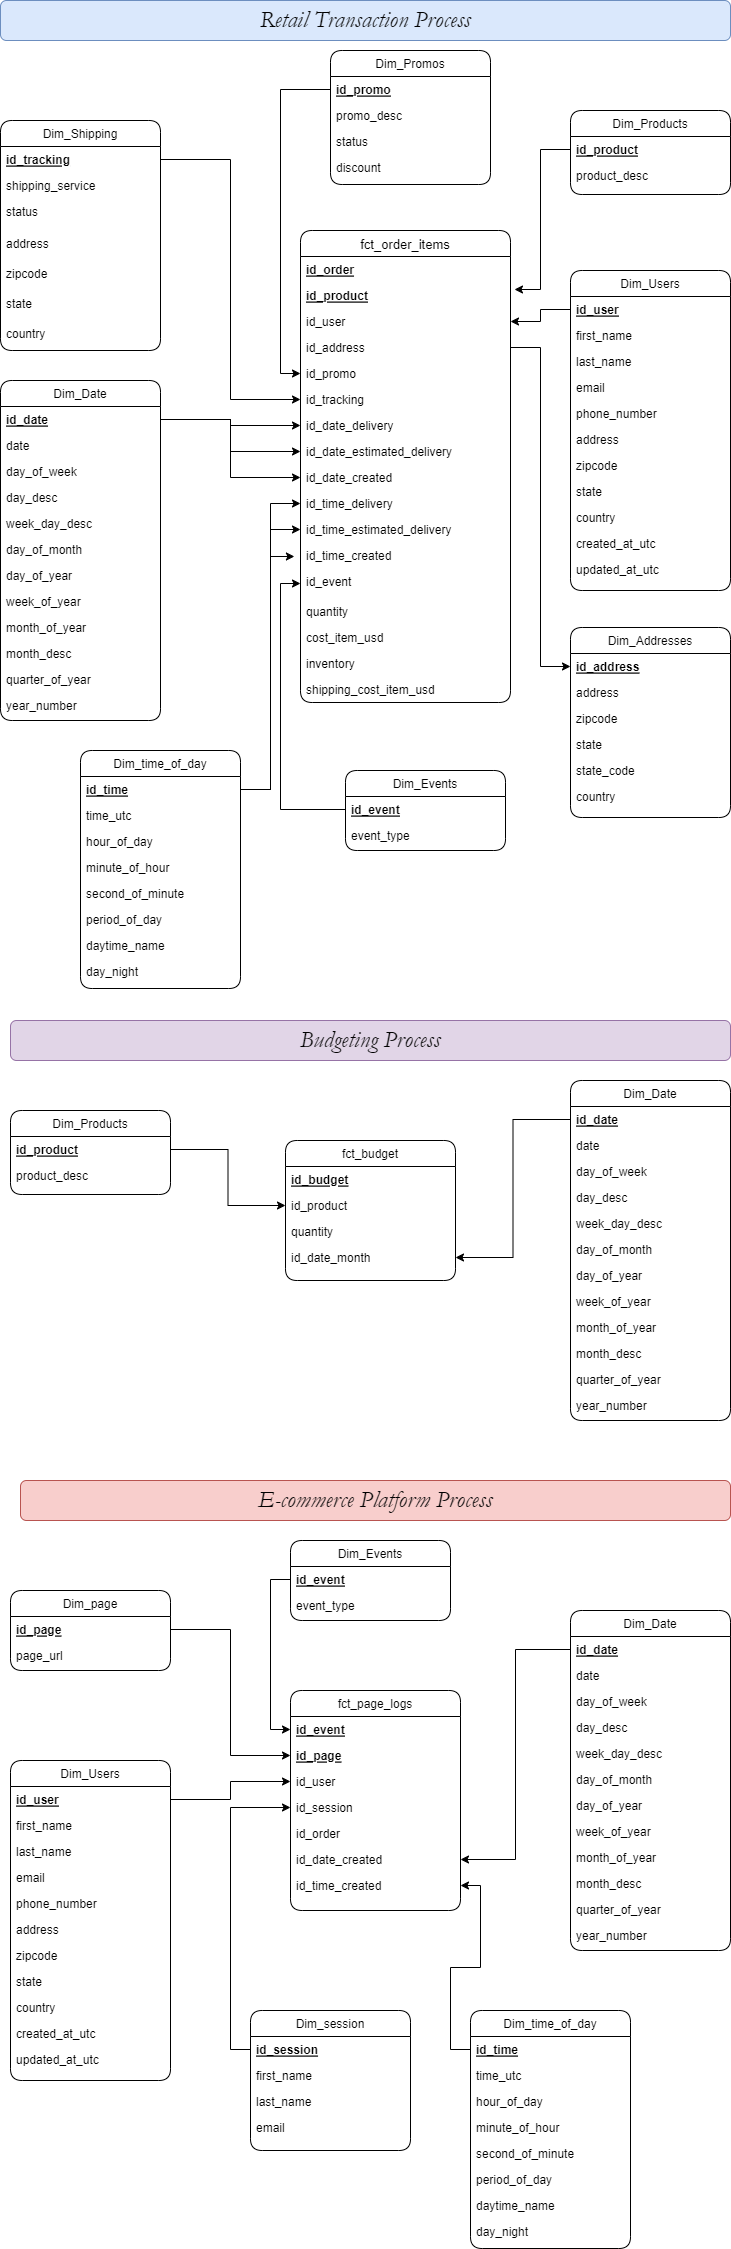 Retail Transaction Process
Dim_Promos
id_promo
promo_desc
status
discount
Dim_Products
id_product
product_desc
Dim_Shipping
id_tracking
shipping_service
status
address
zipcode
state
country
fct_order_items
id_order
id_product
id_user
id_address
id_promo
id_tracking
id_date_delivery
id_date_estimated_delivery
id_date_created
id_time_delivery
id_time_estimated_delivery
id_time_created
id_event
quantity
cost_item_usd
inventory
shipping_cost_item_usd
Dim_Users
id_user
first_name
last_name
email
phone_number
address
zipcode
state
country
created_at_utc
updated_at_utc
Dim_Date
id_date
date
day_of_week
day_desc
week_day_desc
day_of_month
day_of_year
week_of_year
month_of_year
month_desc
quarter_of_year
year_number
Dim_Addresses
id_address
address
zipcode
state
state_code
country
Dim_time_of_day
id_time
time_utc
hour_of_day
minute_of_hour
second_of_minute
period_of_day
daytime_name
day_night
Dim_Events
id_event
event_type
Budgeting Process
Dim_Products
id_product
product_desc
fct_budget
id_budget
id_product
quantity
id_date_month
Dim_Date
id_date
date
day_of_week
day_desc
week_day_desc
day_of_month
day_of_year
week_of_year
month_of_year
month_desc
quarter_of_year
year_number
E-commerce Platform Process
Dim_Events
id_event
event_type
Dim_page
id_page
page_url
Dim_Date
id_date
date
day_of_week
day_desc
week_day_desc
day_of_month
day_of_year
week_of_year
month_of_year
month_desc
quarter_of_year
year_number
fct_page_logs
id_event
id_page
id_user
id_session
id_order
id_date_created
id_time_created
Dim_Users
id_user
first_name
last_name
email
phone_number
address
zipcode
state
country
created_at_utc
updated_at_utc
Dim_session
id_session
first_name
last_name
email
Dim_time_of_day
id_time
time_utc
hour_of_day
minute_of_hour
second_of_minute
period_of_day
daytime_name
day_night